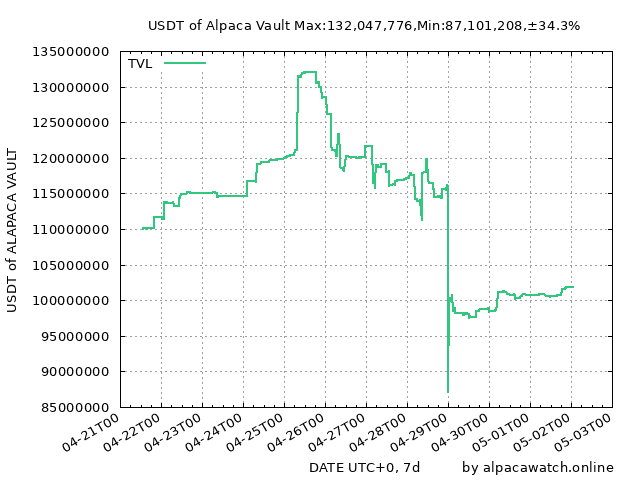 USDT of Alpaca Vault Max:132,047,776,Min:87,101,208,±34.3%
TVL
135000000
130000000
125000000
120000000
115000000
110000000
105000000
100000000
95000000
90000000
85000000
USDT of ALAPACA VAULT
04-21T00
04-22T00
04-23T00
04-24T00
04-25T00
04-26T00
04-27T00
04-28T00
04-29T00
04-30T00
05-01T00
05-02T00
05-03T00
DATE UTC+0, 7d
by alpacawatch.online